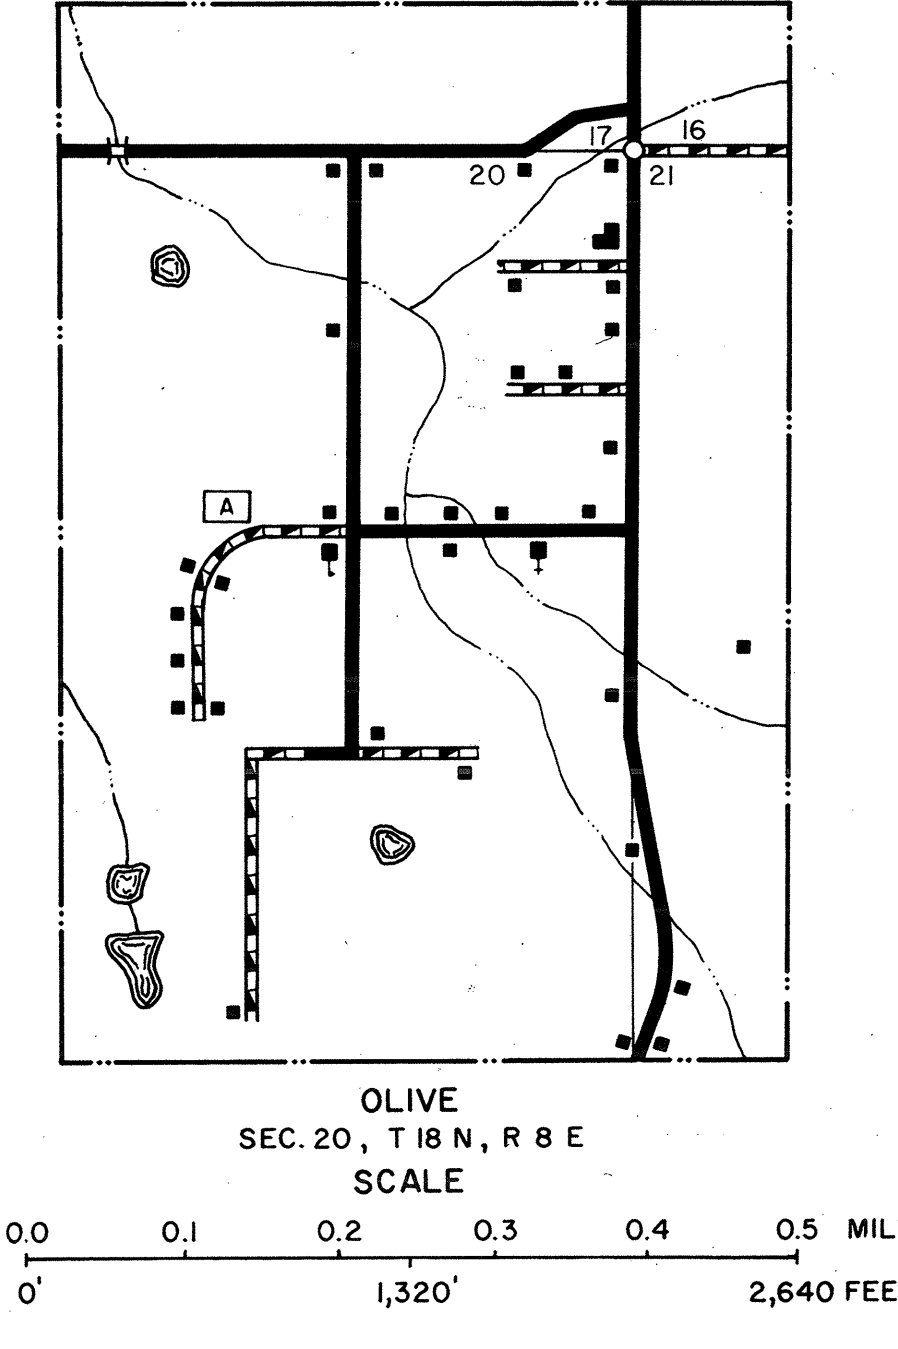 17 16
20 21
A
OLIVE
SEC. 20, T 18 N, R 8 E
SCALE
0.0 0.1 0.2 0.3 0.4 0.5 MIL
0' 1,320' 2,640 FEE